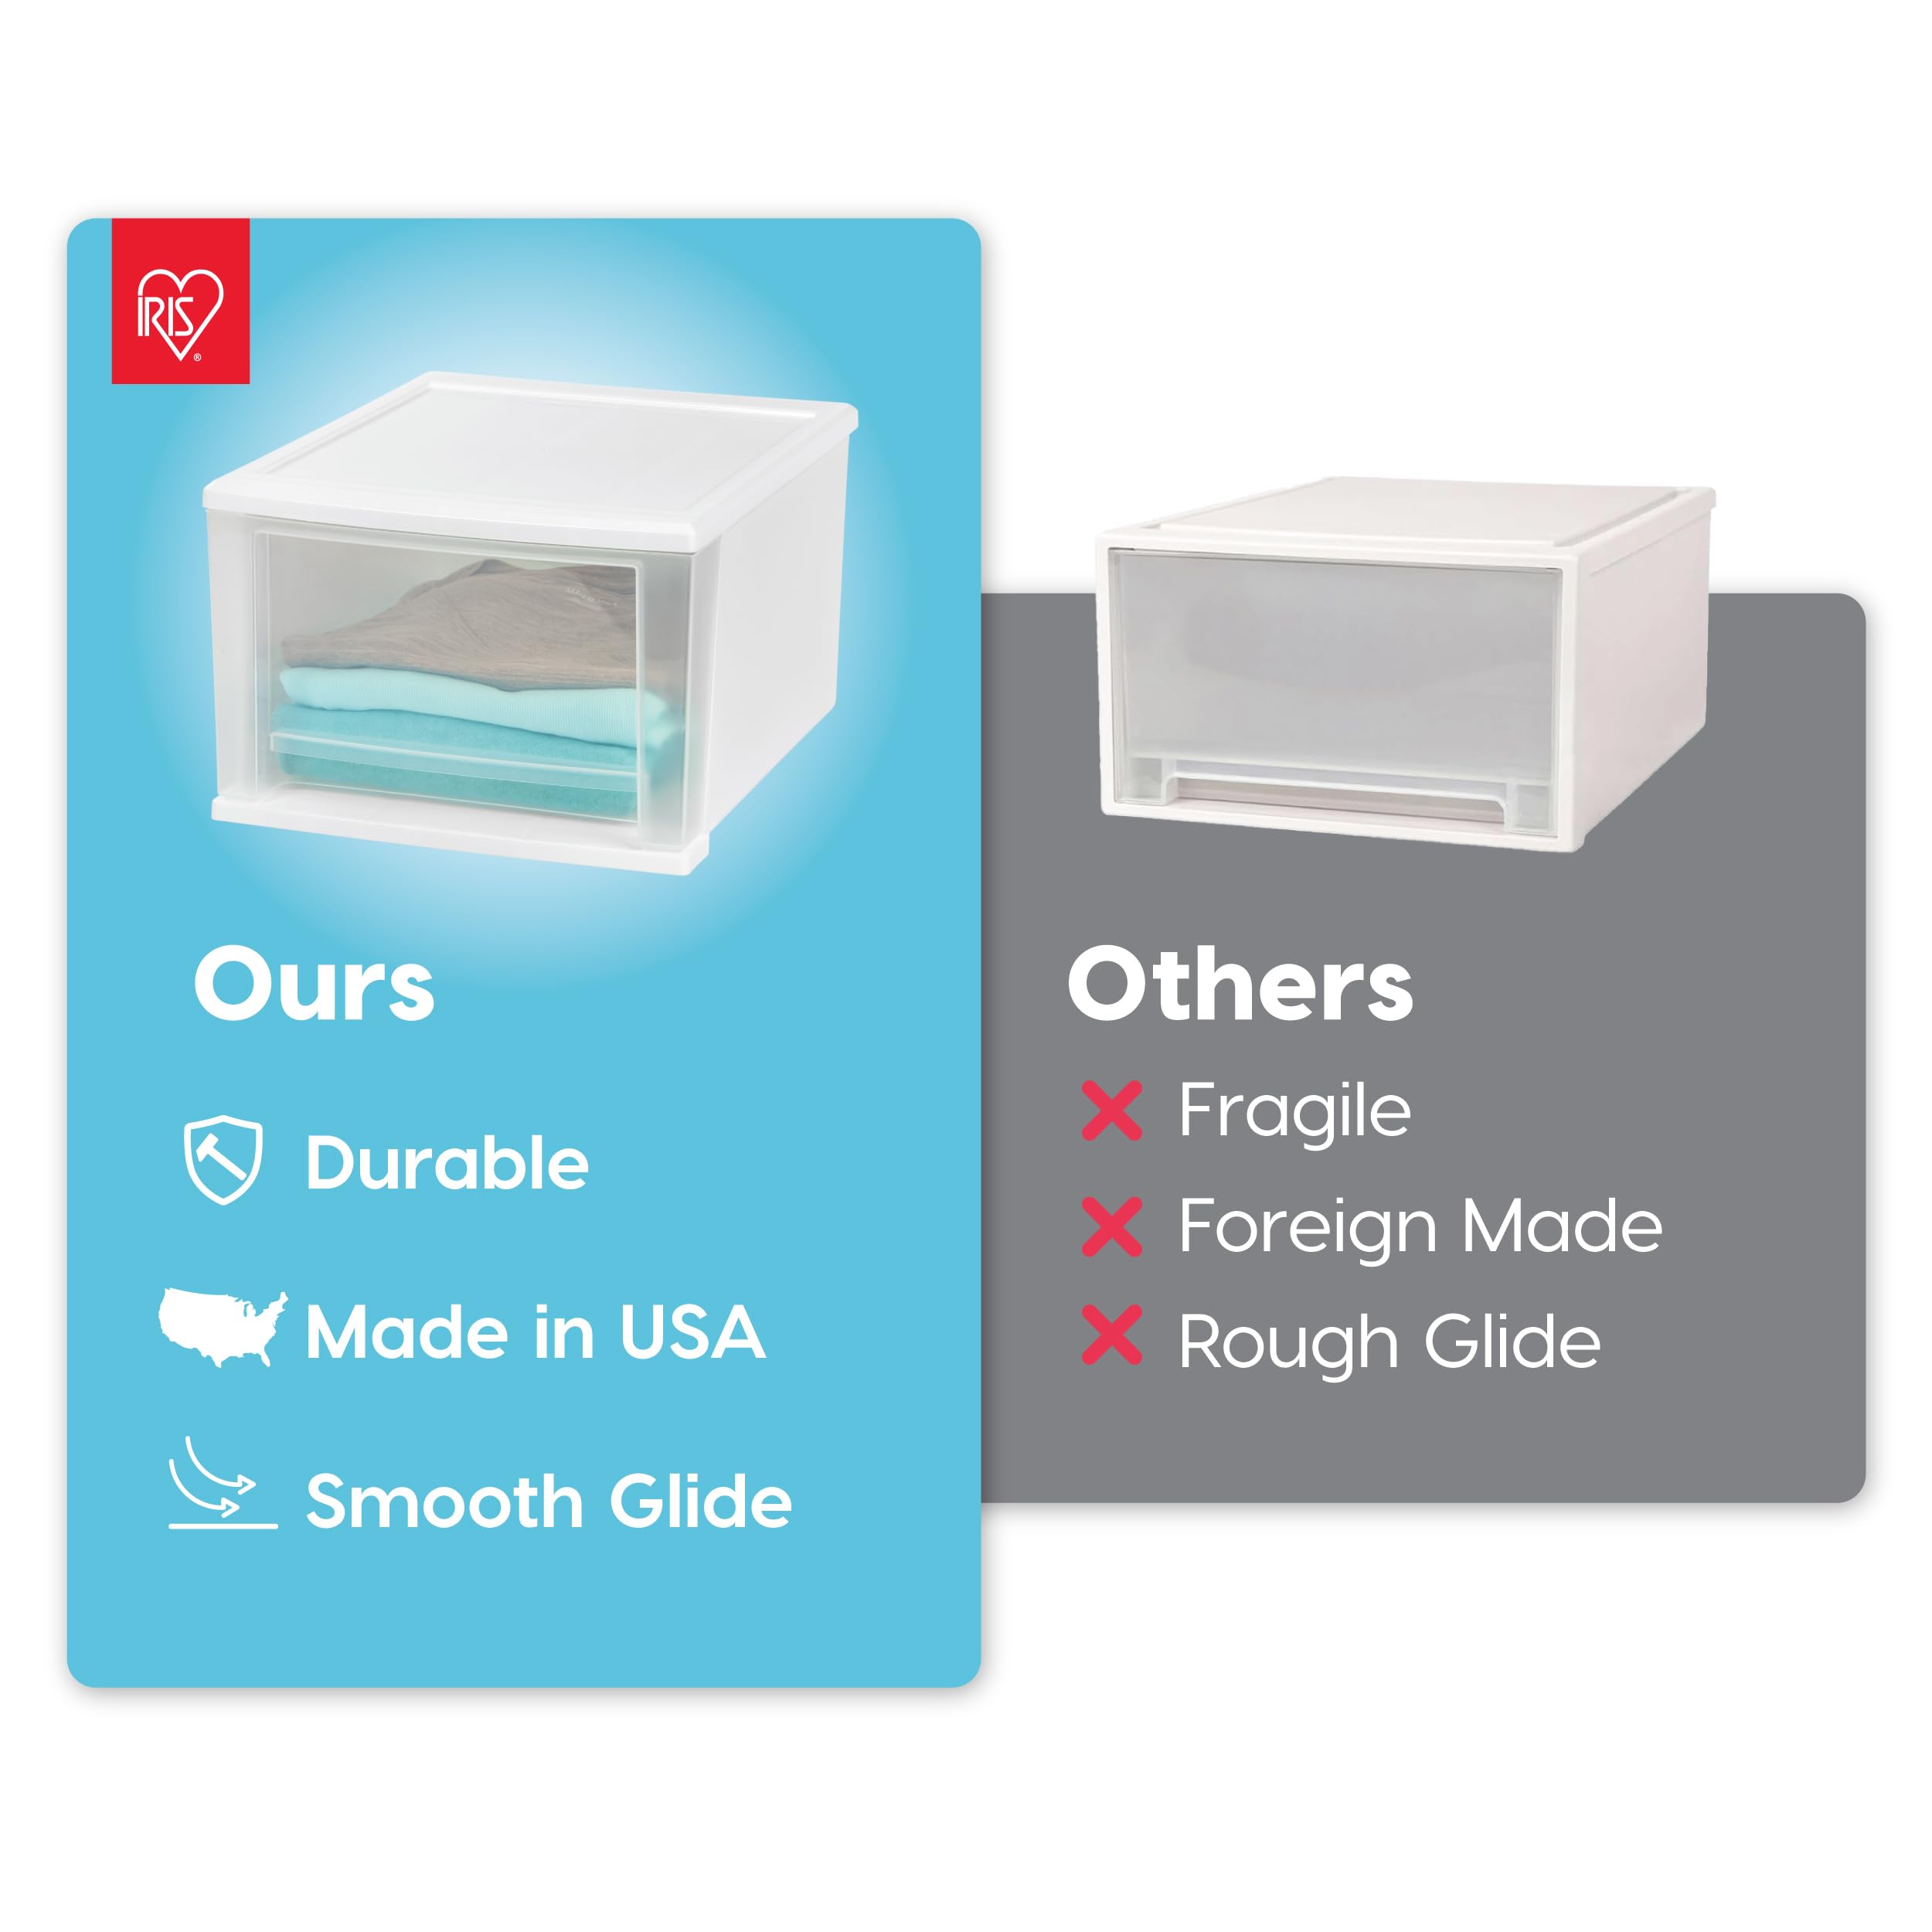 IRIS
®
Ours
Durable
Made in USA
Smooth Glide
Others
Fragile
Foreign Made
Rough Glide